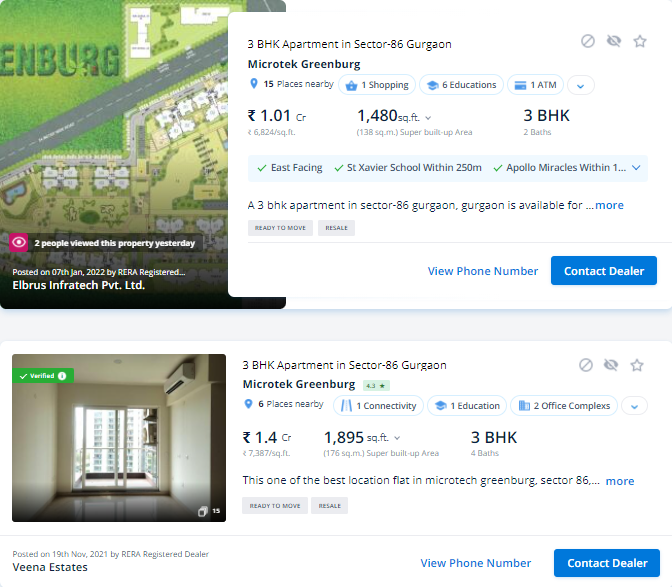 ENBURG
3 BHK Apartment in Sector-86 Gurgaon
Microtek Greenburg
15 Places nearby
1 Shopping
6 Educations
1 ATM
₹ 1.01 Cr
1,480 sq.ft.
3 BHK
₹ 6,824/sq.ft.
(138 sq.m.) Super built-up Area
2 Baths
East Facing
St Xavier School Within 250m
Apollo Miracles Within 1...
A 3 bhk apartment in sector-86 gurgaon, gurgaon is available for ...more
READY TO MOVE
RESALE
2 people viewed this property yesterday
Posted on 07th Jan, 2022 by RERA Registered...
Elbrus Infratech Pvt. Ltd.
View Phone Number
Contact Dealer
Verified
3 BHK Apartment in Sector-86 Gurgaon
Microtek Greenburg 4.3 ★
6 Places nearby
1 Connectivity
1 Education
2 Office Complexs
₹ 1.4 Cr
1,895 sq.ft.
3 BHK
₹ 7,387/sq.ft.
(176 sq.m.) Super built-up Area
4 Baths
This one of the best location flat in microtech greenburg, sector 86,... more
READY TO MOVE
RESALE
15
Posted on 19th Nov, 2021 by RERA Registered Dealer
Veena Estates
View Phone Number
Contact Dealer